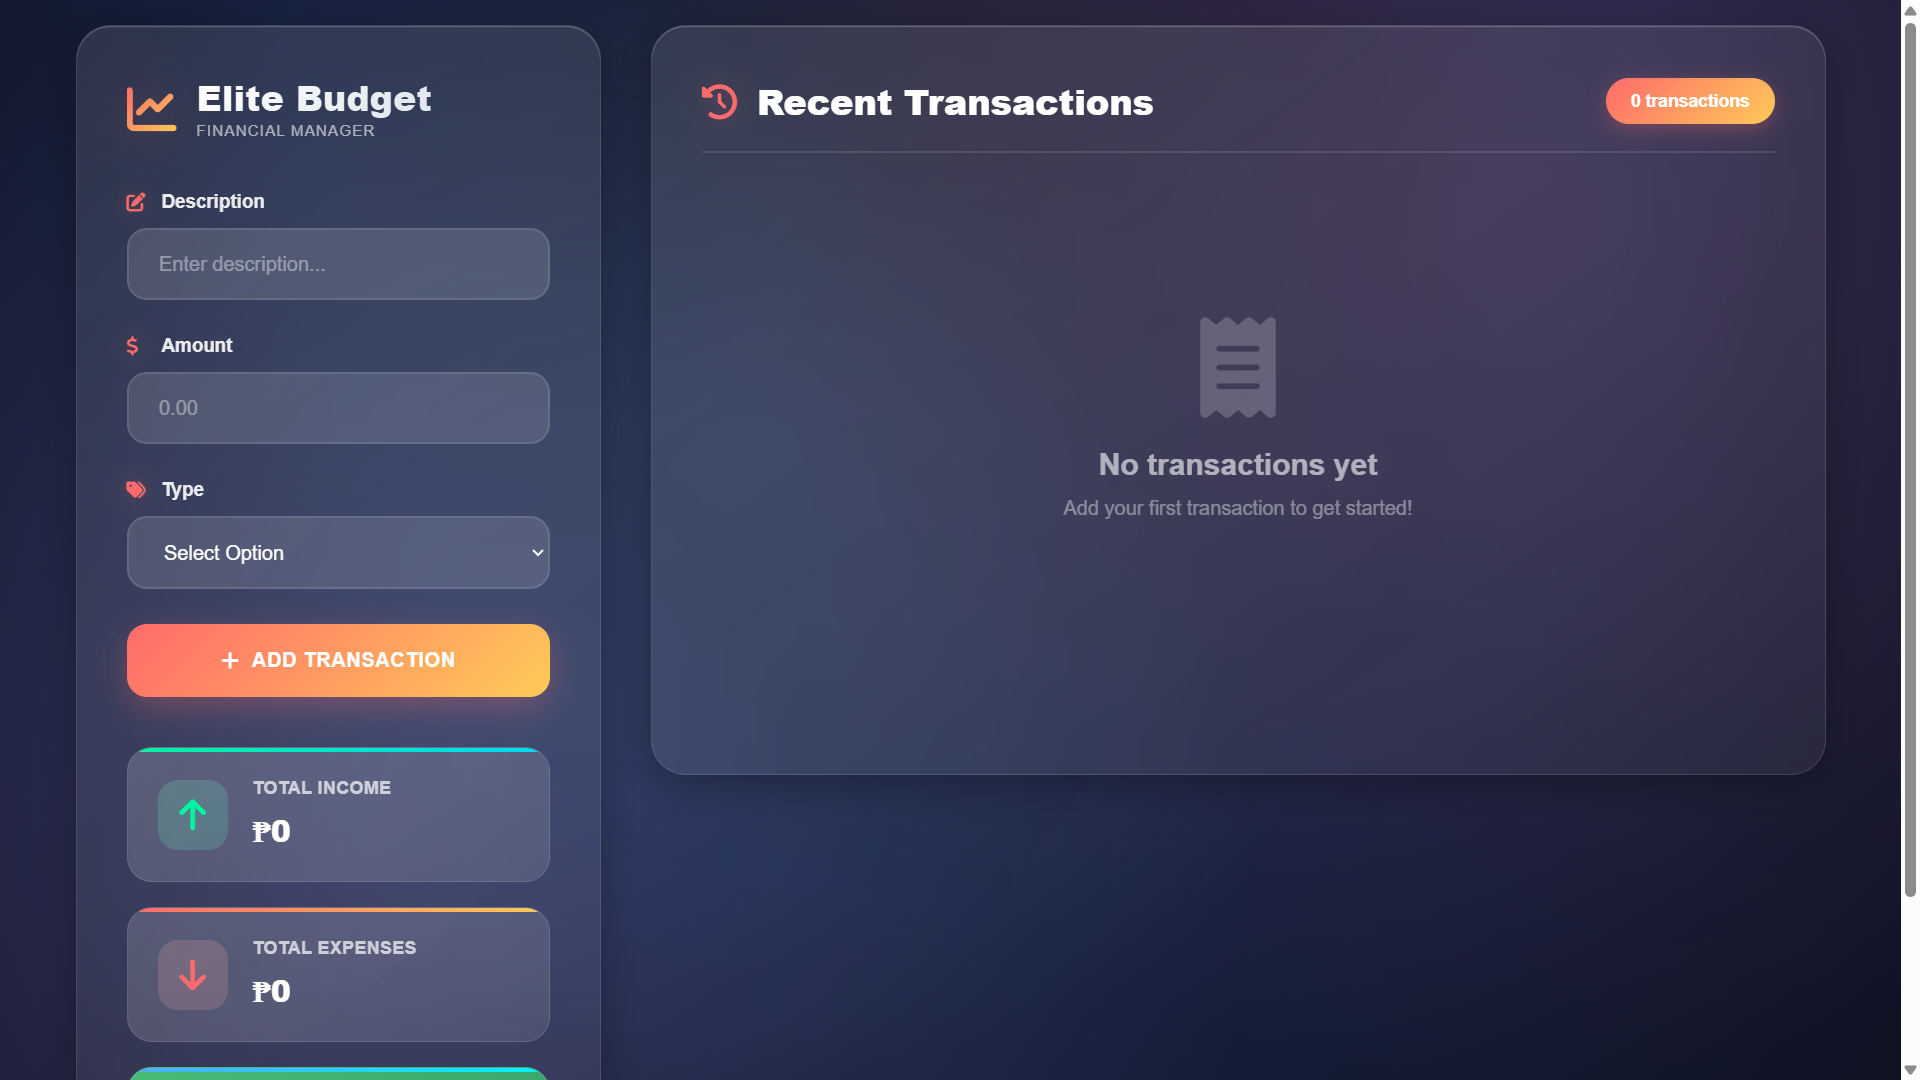 Elite Budget
FINANCIAL MANAGER
Description
Enter description...
$ Amount
0.00
Type
Select Option
+ ADD TRANSACTION
TOTAL INCOME
₱0
TOTAL EXPENSES
₱0
Recent Transactions
0 transactions
No transactions yet
Add your first transaction to get started!